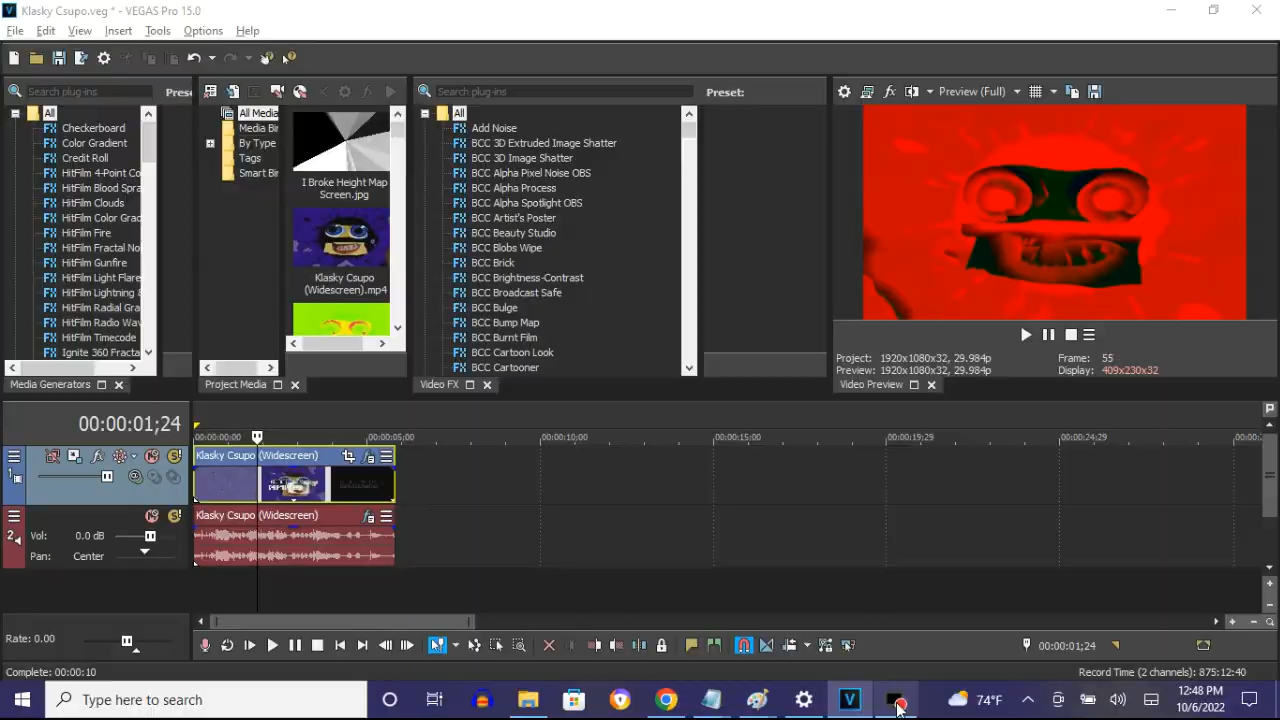 Klasky Csupo.veg * - VEGAS Pro 15.0
File Edit View Insert Tools Options Help
Search plug-ins Prese
All
Checkerboard
Color Gradient
Credit Roll
HitFilm 4-Point Co
HitFilm Blood Spra
HitFilm Clouds
HitFilm Color Grad
HitFilm Fire
HitFilm Fractal No
HitFilm Gunfire
HitFilm Light Flare
HitFilm Lightning &
HitFilm Radial Gra
HitFilm Radio Wav
HitFilm Timecode
Ignite 360 Fracta
Media Generators
All Media
Media Bin
By Type
Tags
Smart Bin
I Broke Height Map
Screen.jpg
Klasky Csupo
(Widescreen).mp4
Project Media
Search plug-ins Preset:
All
Add Noise
BCC 3D Extruded Image Shatter
BCC 3D Image Shatter
BCC Alpha Pixel Noise OBS
BCC Alpha Process
BCC Alpha Spotlight OBS
BCC Artist's Poster
BCC Beauty Studio
BCC Blobs Wipe
BCC Brick
BCC Brightness-Contrast
BCC Broadcast Safe
BCC Bulge
BCC Bump Map
BCC Burnt Film
BCC Cartoon Look
BCC Cartooner
Video FX
Preview (Full)
Project: 1920x1080x32, 29.984p Frame: 55
Preview: 1920x1080x32, 29.984p Display: 409x230x32
Video Preview
00:00:01;24
00:00:00;00 00:00:05;00 00:00:10;00 00:00:15;00 00:00:19;29 00:00:24;29 00:00:2
Klasky Csupo (Widescreen)
Klasky Csupo (Widescreen)
2
Vol: 0.0 dB
Pan: Center
Rate: 0.00
00:00:01;24
Complete: 00:00:10
Record Time (2 channels): 875:12:40
Type here to search
74°F
12:48 PM
10/6/2022